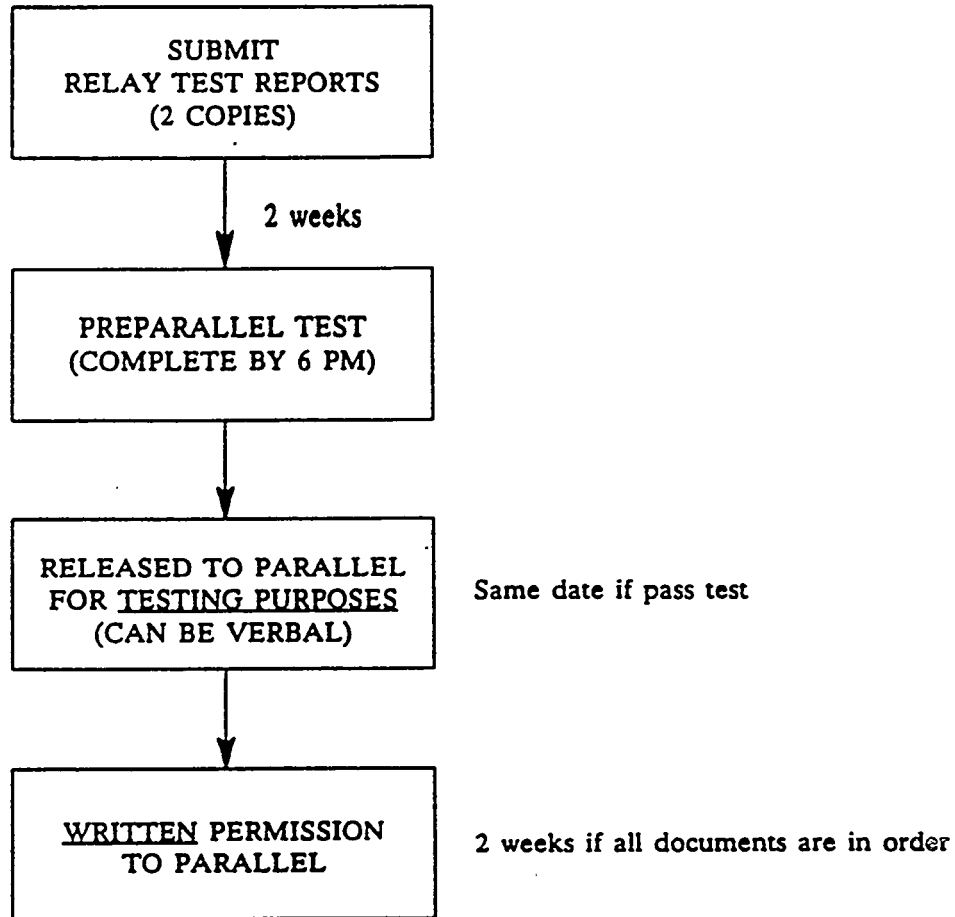 SUBMIT
RELAY TEST REPORTS
(2 COPIES)
2 weeks
PREPARALLEL TEST
(COMPLETE BY 6 PM)
RELEASED TO PARALLEL
FOR TESTING PURPOSES
(CAN BE VERBAL)
Same date if pass test
WRITTEN PERMISSION
TO PARALLEL
2 weeks if all documents are in order